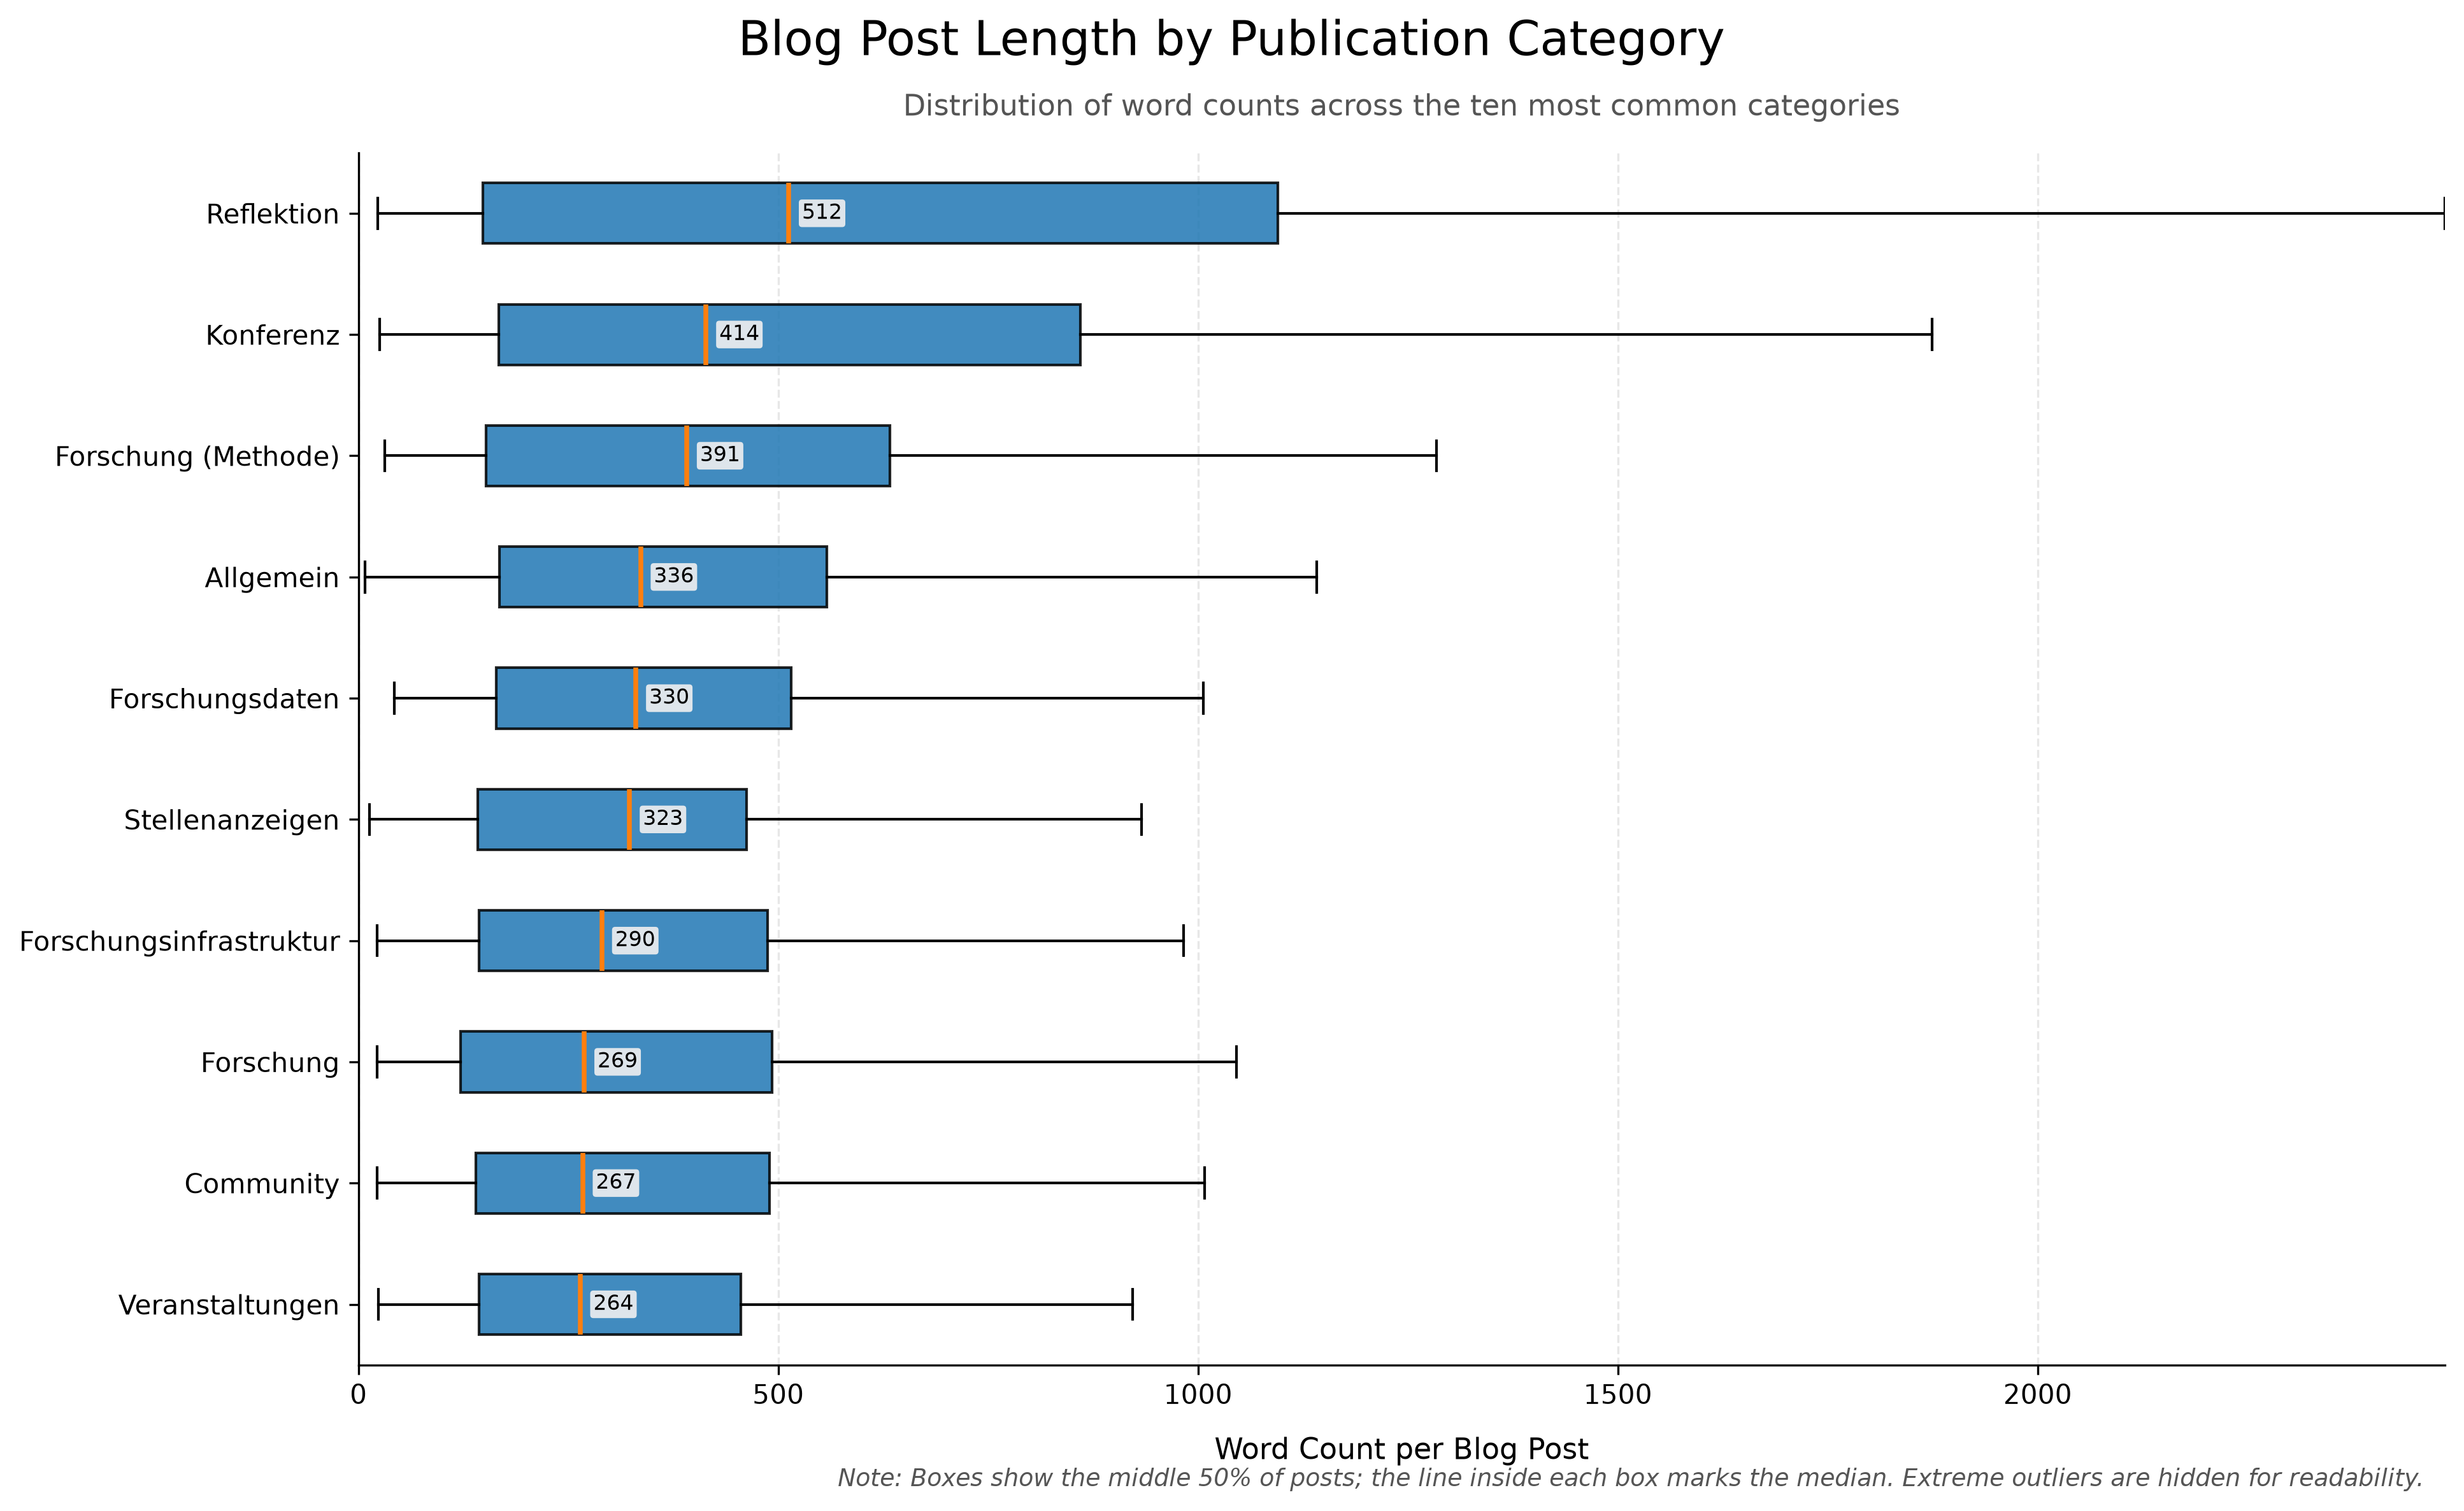 Blog Post Length by Publication Category
Distribution of word counts across the ten most common categories
Reflektion
512
Konferenz
414
Forschung (Methode)
391
Allgemein
336
Forschungsdaten
330
Stellenanzeigen
323
Forschungsinfrastruktur
290
Forschung
269
Community
267
Veranstaltungen
264
0 500 1000 1500 2000
Word Count per Blog Post
Note: Boxes show the middle 50% of posts; the line inside each box marks the median. Extreme outliers are hidden for readability.